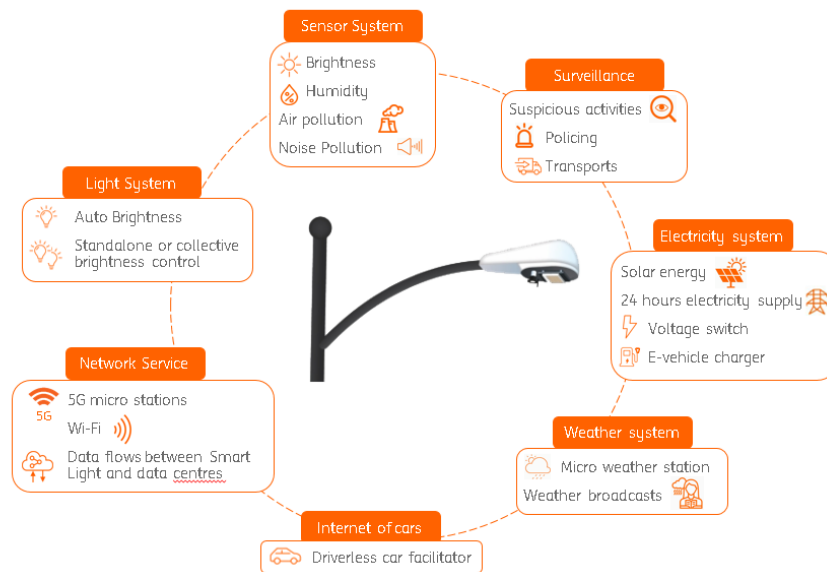 Sensor System
Brightness
Humidity
Air pollution
Noise Pollution
Surveillance
Suspicious activities
Policing
Transports
Light System
Auto Brightness
Standalone or collective
brightness control
Electricity system
Solar energy
24 hours electricity supply
Voltage switch
E-vehicle charger
Network Service
5G
5G micro stations
Wi-Fi
Data flows between Smart
Light and data centres
Weather system
Micro weather station
Weather broadcasts
Internet of cars
Driverless car facilitator